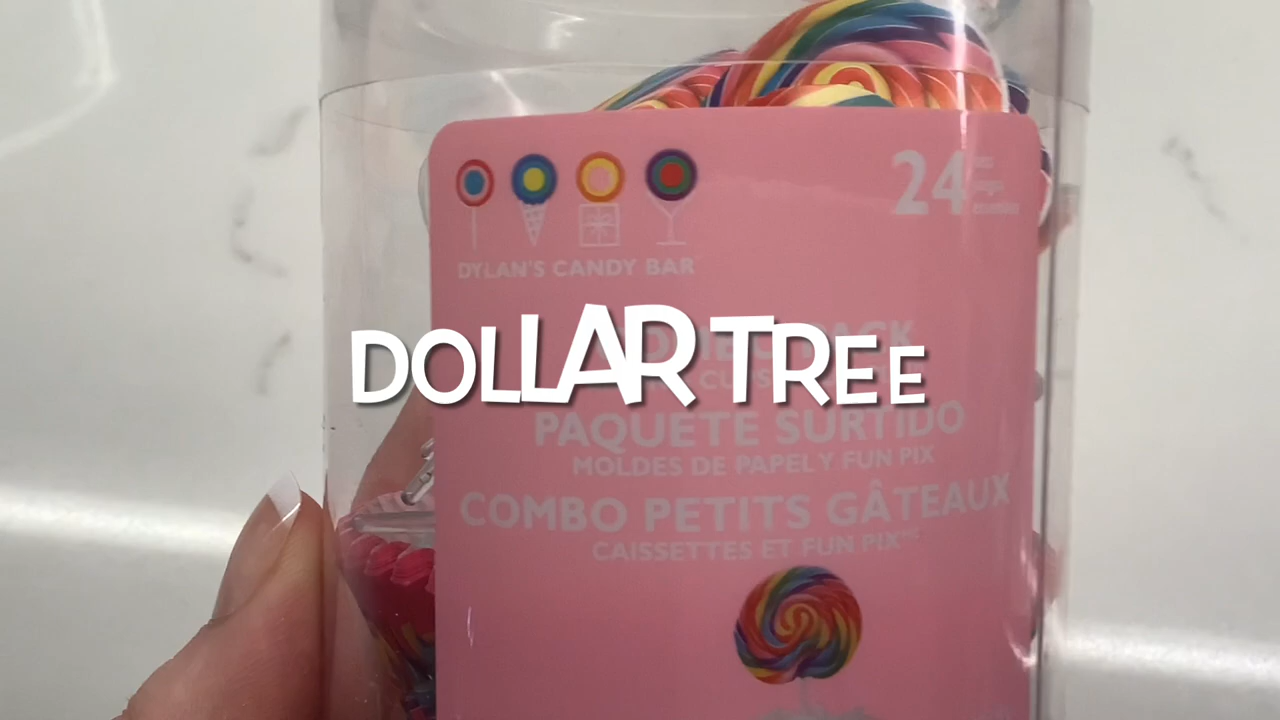 24
DYLAN'S CANDY BAR
DOLLAR TREE
PAQUETE SURTIDO
MOLDES DE PAPEL Y FUN PIX
COMBO PETITS GÂTEAUX
CAISSETTES ET FUN PIX